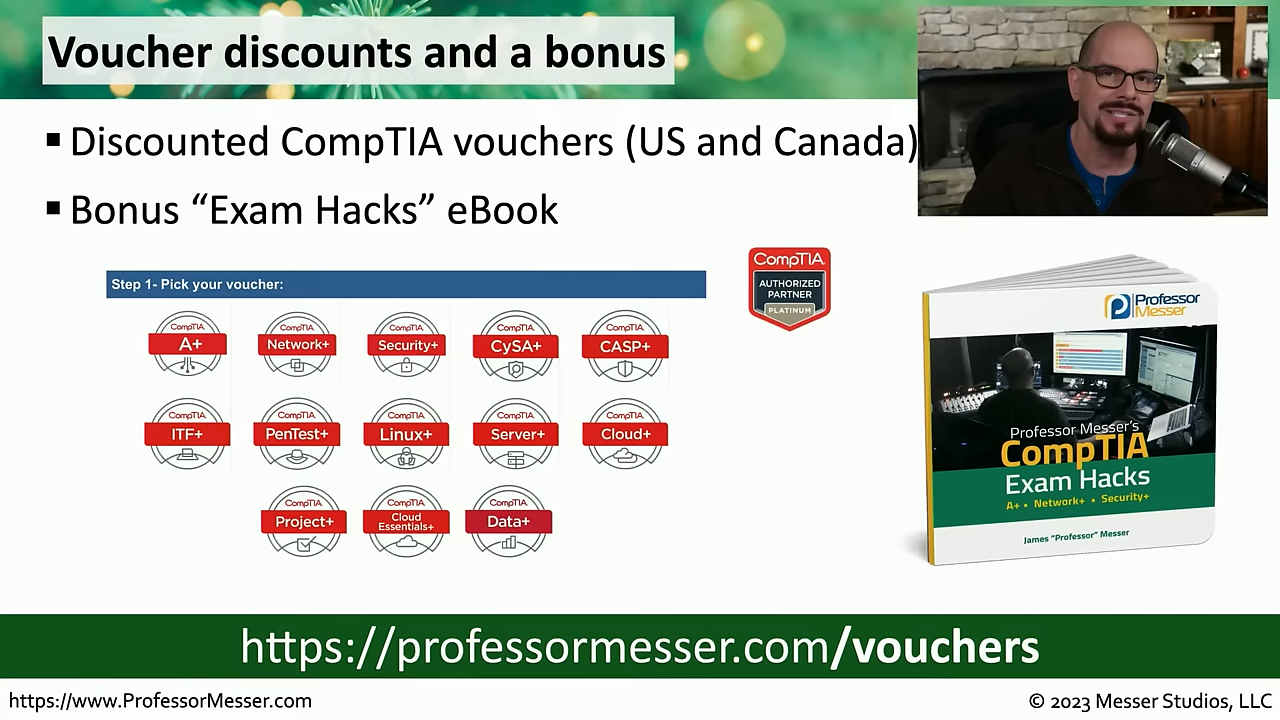 Voucher discounts and a bonus
▪ Discounted CompTIA vouchers (US and Canada)
▪ Bonus “Exam Hacks” eBook
Step 1- Pick your voucher:
CompTIA
A+
CompTIA
Network+
CompTIA
Security+
CompTIA
CySA+
CompTIA
CASP+
CompTIA
ITF+
CompTIA
PenTest+
CompTIA
Linux+
CompTIA
Server+
CompTIA
Cloud+
CompTIA
Project+
CompTIA
Cloud
Essentials+
CompTIA
Data+
CompTIA.
AUTHORIZED
PARTNER
PLATINUM
Professor
Messer
Professor Messer's
CompTIA
Exam Hacks
A+ • Network+ • Security+
James “Professor” Messer
https://professormesser.com/vouchers
https://www.ProfessorMesser.com
© 2023 Messer Studios, LLC